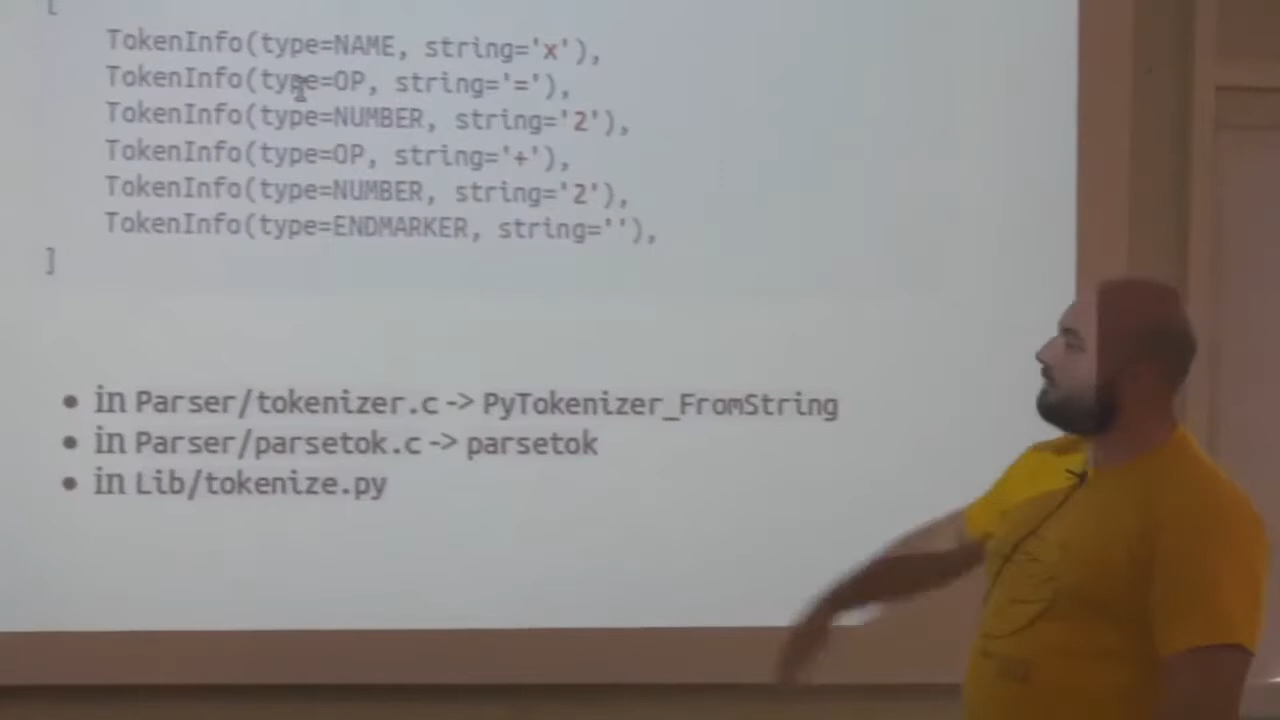 [
TokenInfo(type=NAME, string='x'),
TokenInfo(type=OP, string='='),
TokenInfo(type=NUMBER, string='2'),
TokenInfo(type=OP, string='+'),
TokenInfo(type=NUMBER, string='2'),
TokenInfo(type=ENDMARKER, string=''),
]
• in Parser/tokenizer.c -> PyTokenizer_FromString
• in Parser/parsetok.c -> parsetok
• in Lib/tokenize.py